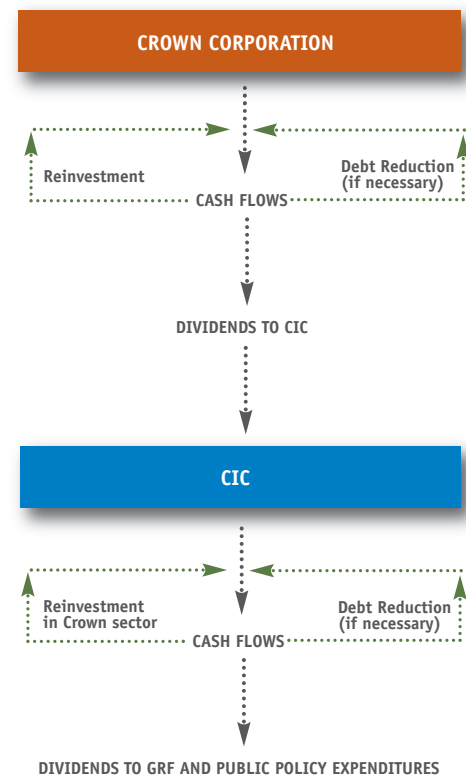 CROWN CORPORATION
Reinvestment
Debt Reduction
(if necessary)
CASH FLOWS
DIVIDENDS TO CIC
CIC
Reinvestment
in Crown sector
Debt Reduction
(if necessary)
CASH FLOWS
DIVIDENDS TO GRF AND PUBLIC POLICY EXPENDITURES